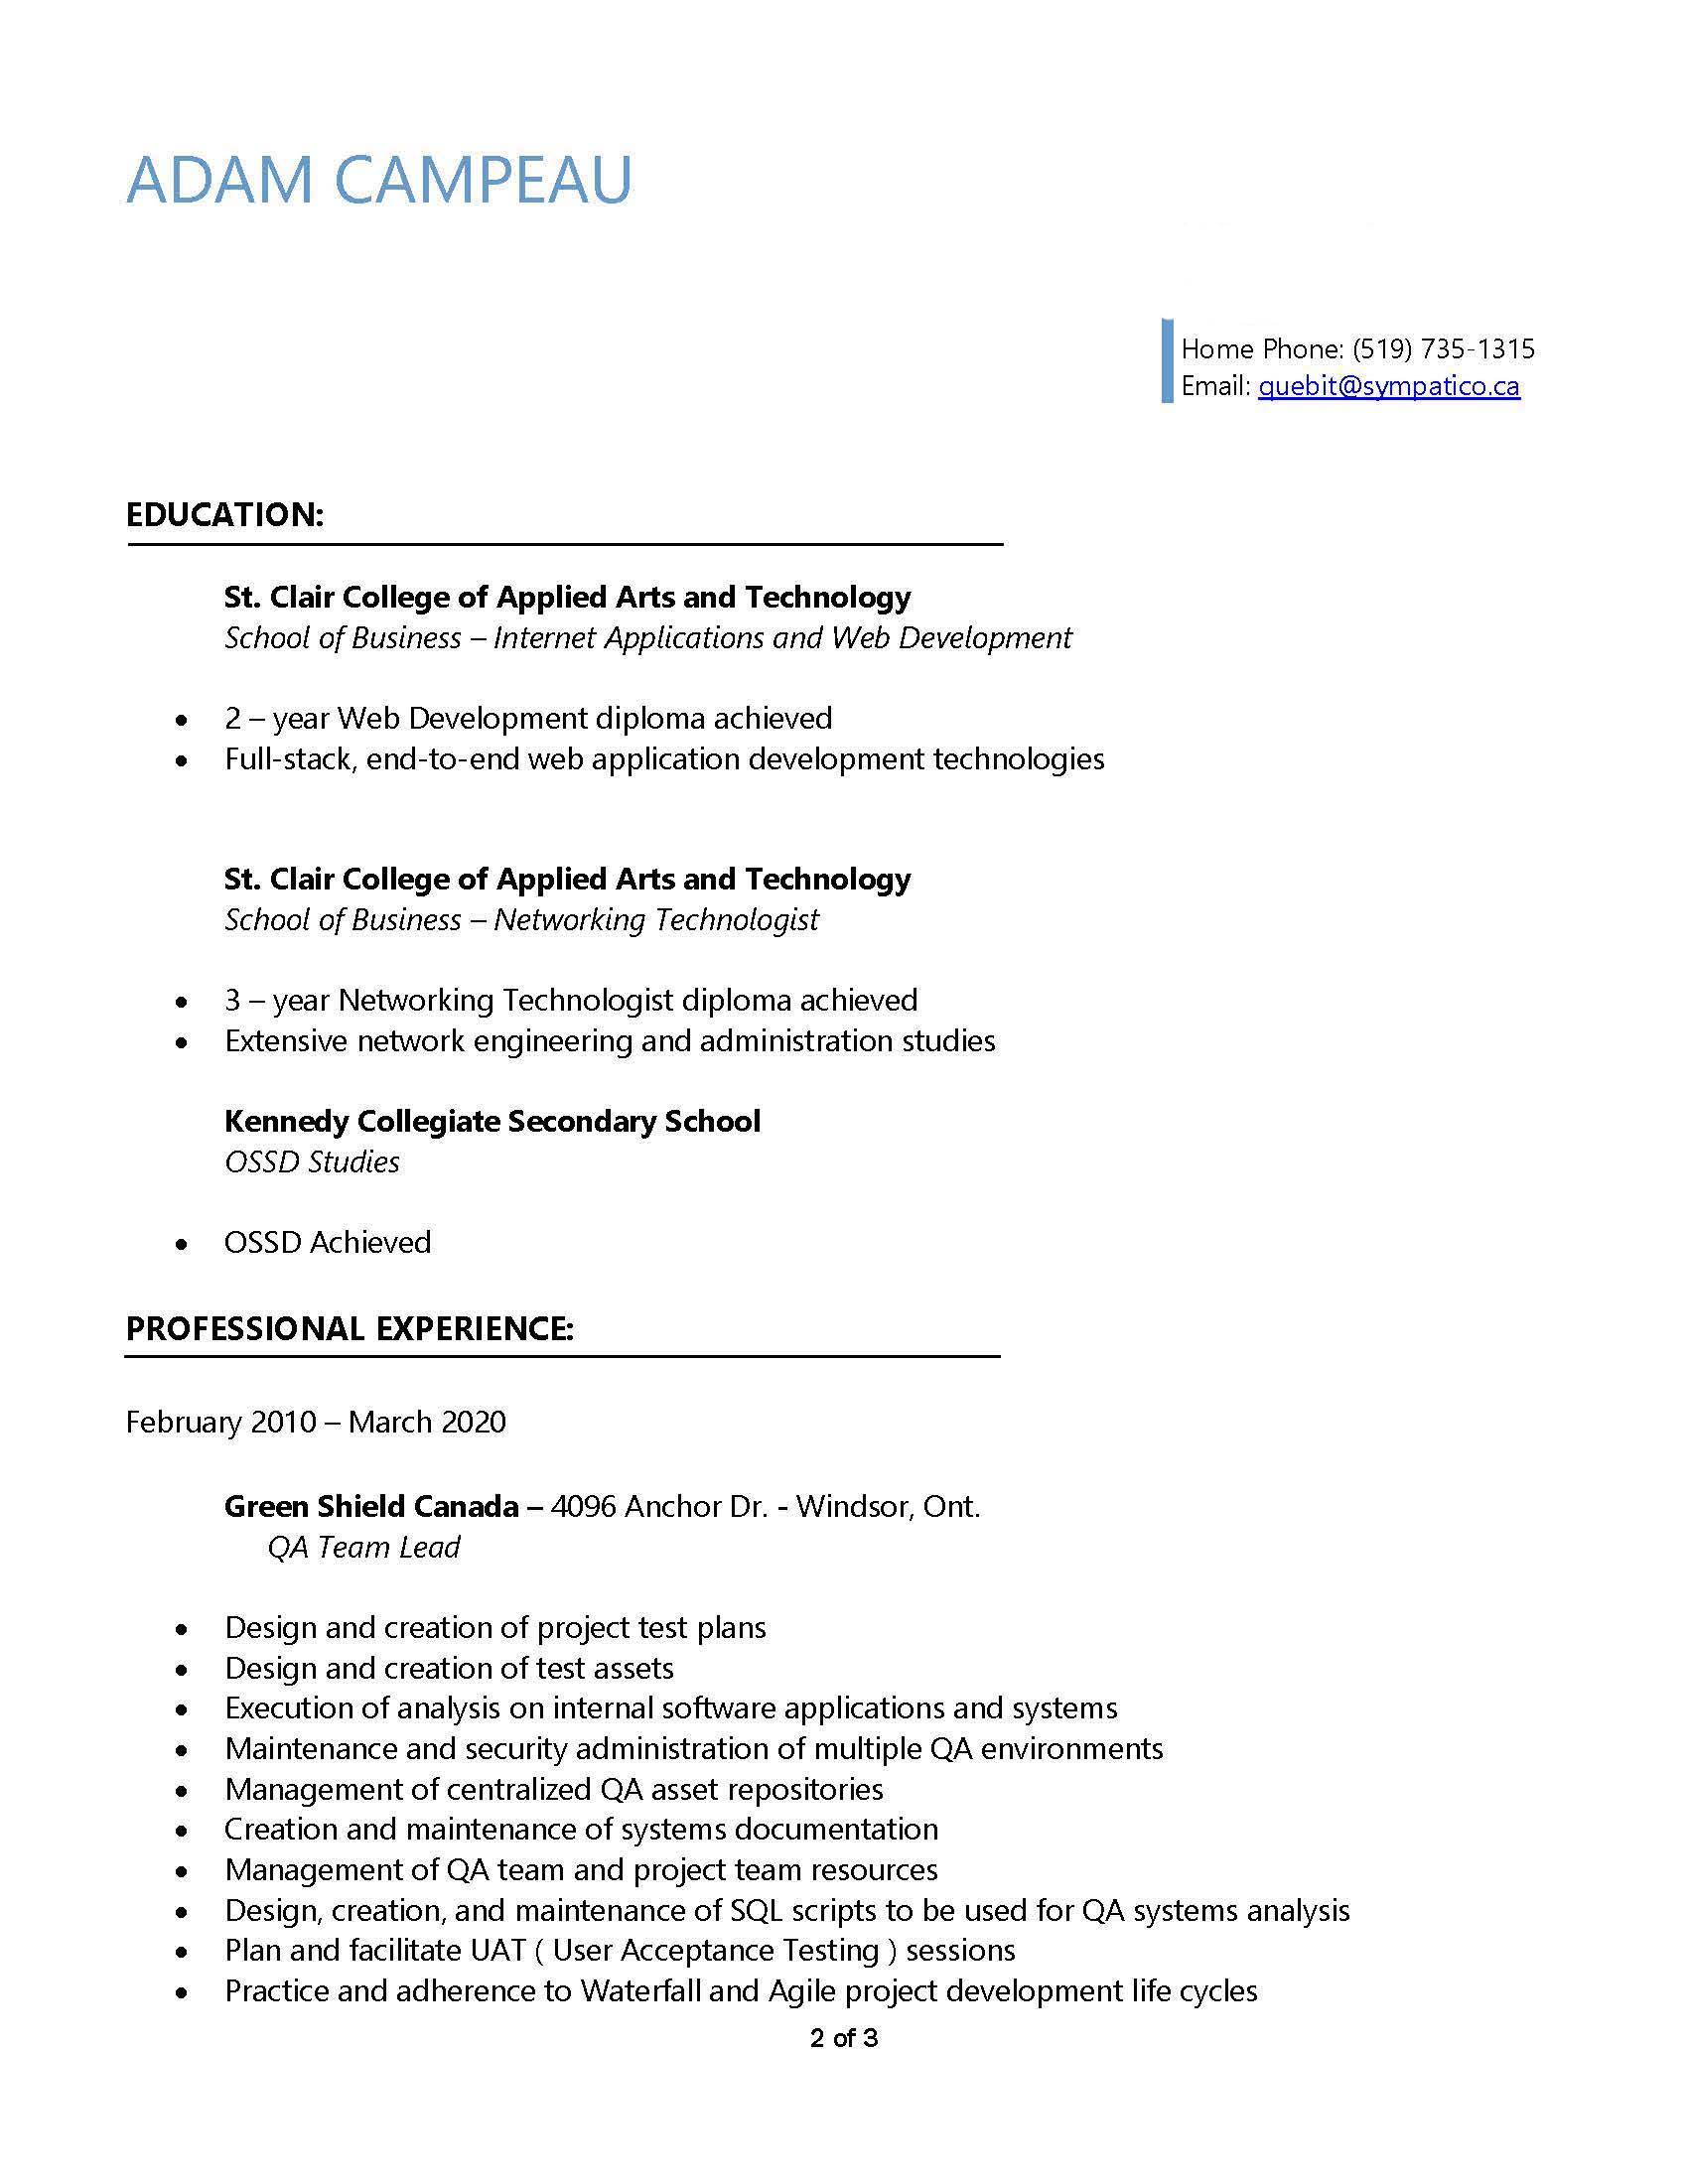 ADAM CAMPEAU
Home Phone: (519) 735-1315
Email: quebit@sympatico.ca
EDUCATION:
St. Clair College of Applied Arts and Technology
School of Business – Internet Applications and Web Development
• 2 – year Web Development diploma achieved
• Full-stack, end-to-end web application development technologies
St. Clair College of Applied Arts and Technology
School of Business – Networking Technologist
• 3 – year Networking Technologist diploma achieved
• Extensive network engineering and administration studies
Kennedy Collegiate Secondary School
OSSD Studies
• OSSD Achieved
PROFESSIONAL EXPERIENCE:
February 2010 – March 2020
Green Shield Canada – 4096 Anchor Dr. - Windsor, Ont.
QA Team Lead
• Design and creation of project test plans
• Design and creation of test assets
• Execution of analysis on internal software applications and systems
• Maintenance and security administration of multiple QA environments
• Management of centralized QA asset repositories
• Creation and maintenance of systems documentation
• Management of QA team and project team resources
• Design, creation, and maintenance of SQL scripts to be used for QA systems analysis
• Plan and facilitate UAT ( User Acceptance Testing ) sessions
• Practice and adherence to Waterfall and Agile project development life cycles
2 of 3